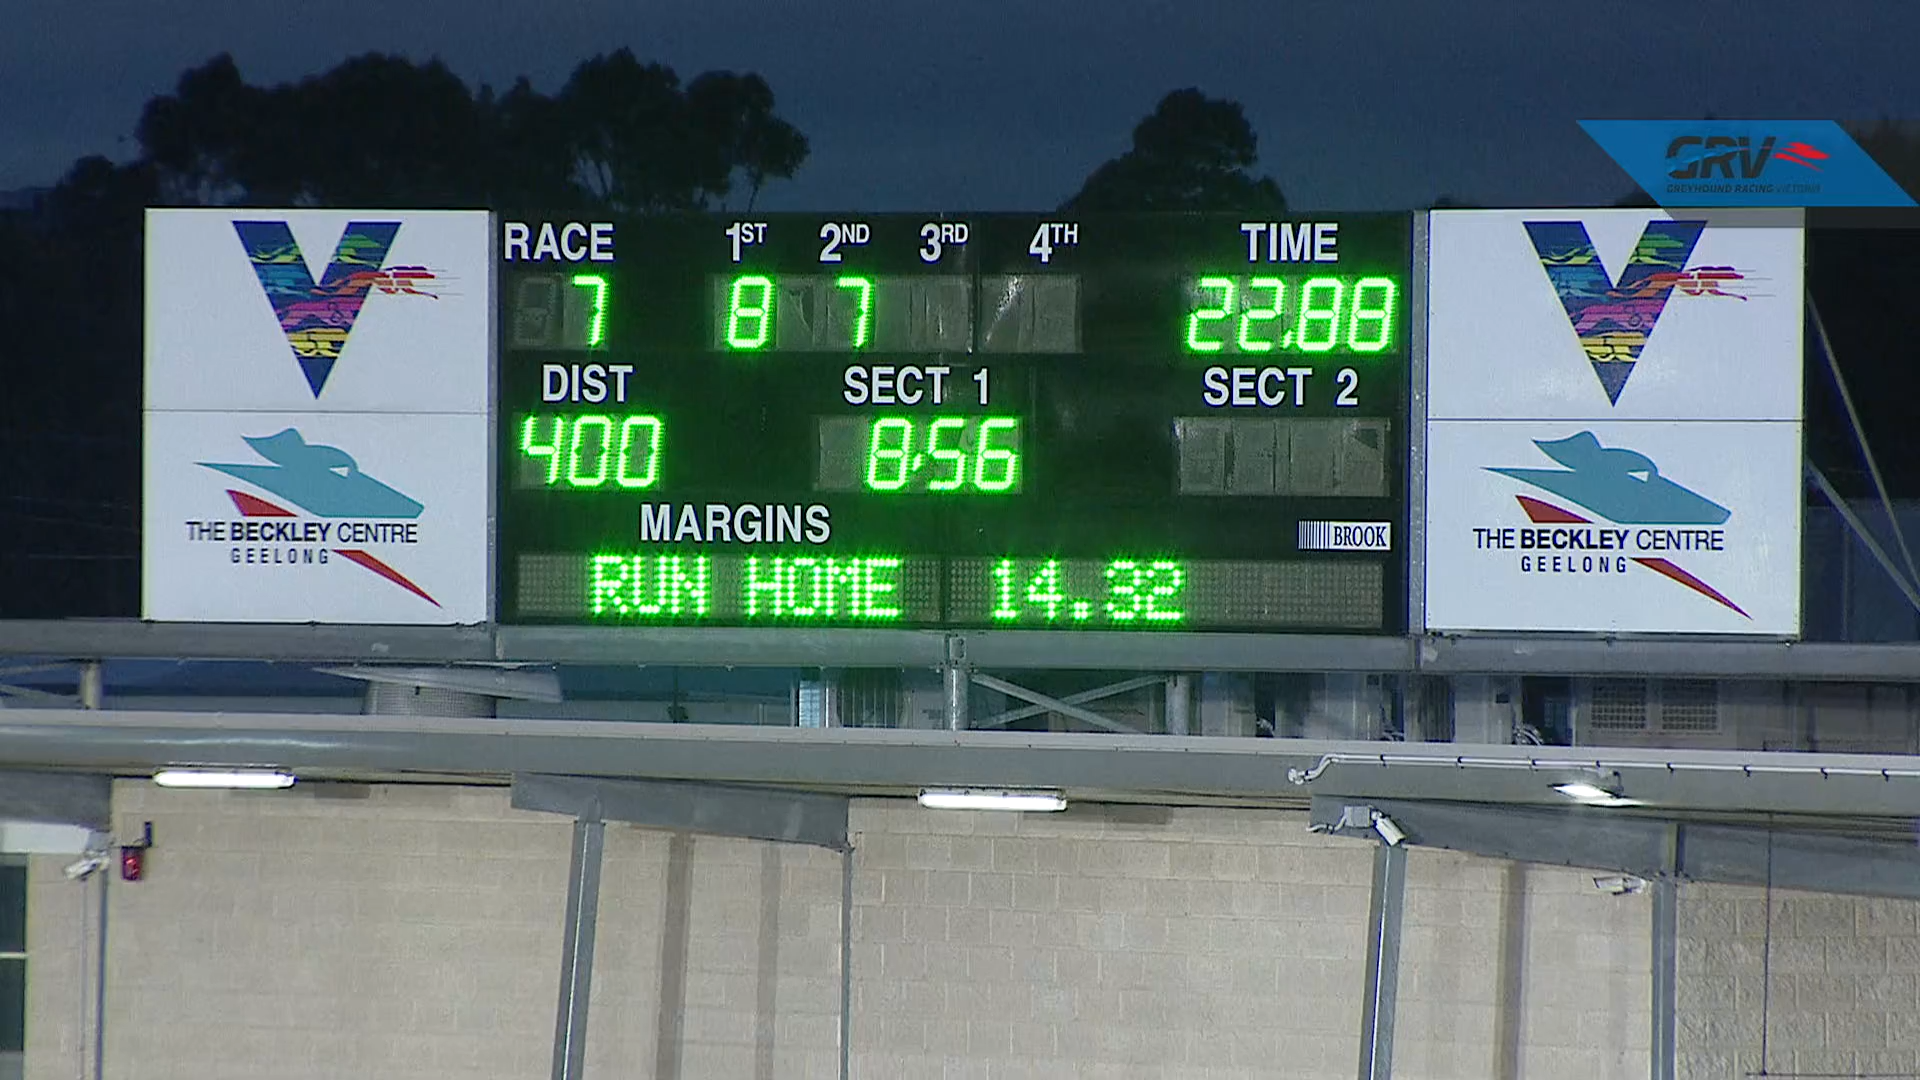 GRV
GREYHOUND RACING VICTORIA
RACE 1ST 2ND 3RD 4TH TIME
7 8 7 22.88
DIST SECT 1 SECT 2
400 8.56
MARGINS
BROOK
RUN HOME 14.32
THE BECKLEY CENTRE
GEELONG
THE BECKLEY CENTRE
GEELONG